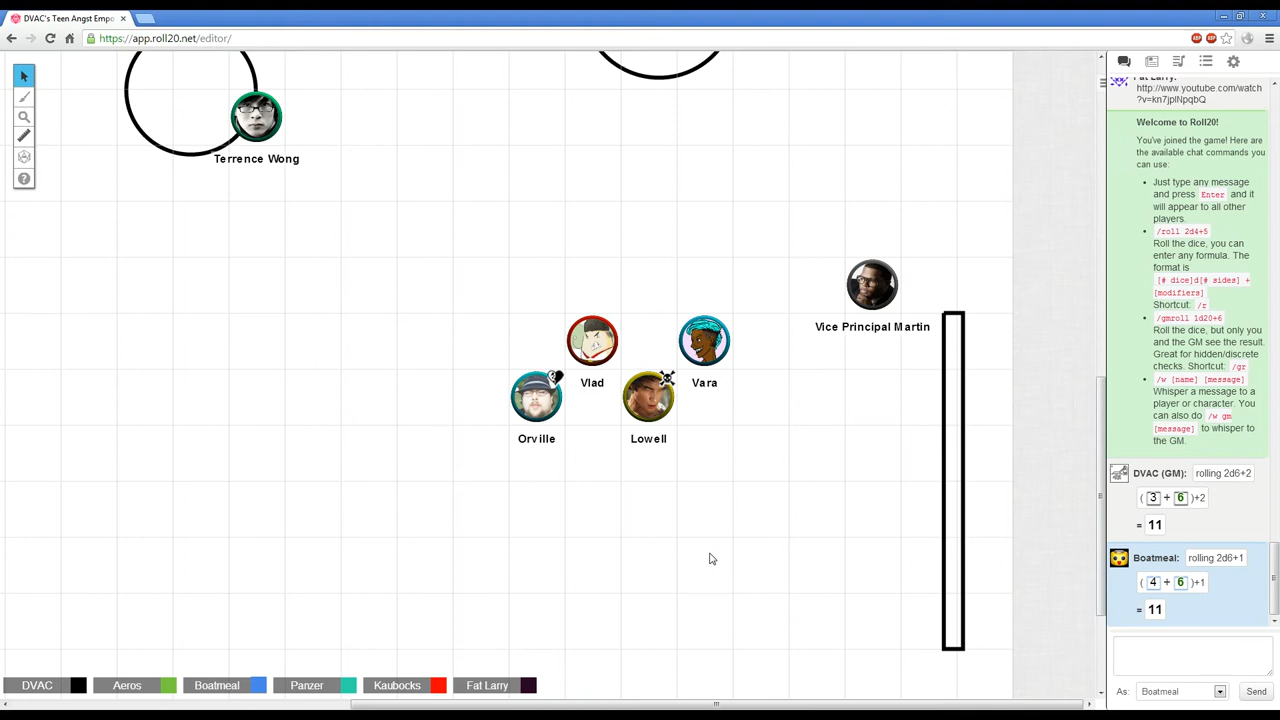 DVAC's Teen Angst Empo
https://app.roll20.net/editor/
Terrence Wong
Vice Principal Martin
Vlad
Vara
Orville
Lowell
DVAC
Aeros
Boatmeal
Panzer
Kaubocks
Fat Larry
Fat Larry:
http://www.youtube.com/watch
?v=kn7jplNpqbQ
Welcome to Roll20!
You've joined the game! Here are
the available chat commands you
can use:
Just type any message
and press Enter and it
will appear to all other
players.
/roll 2d4+5
Roll the dice, you can
enter any formula. The
format is
[# dice]d[# sides] +
[modifiers]
Shortcut: /r
/gmroll 1d20+6
Roll the dice, but only you
and the GM see the result.
Great for hidden/discrete
checks. Shortcut: /gr
/w [name] [message]
Whisper a message to a
player or character. You
can also do /w gm
[message] to whisper to
the GM.
DVAC (GM): rolling 2d6+2
(3+6)+2
= 11
Boatmeal: rolling 2d6+1
(4+6)+1
= 11
As: Boatmeal Send